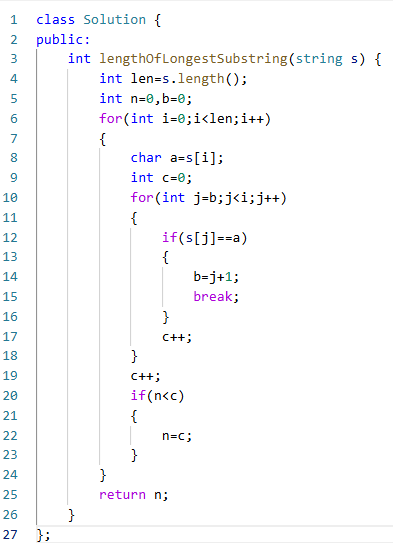 1 class Solution {
2 public:
3     int lengthOfLongestSubstring(string s) {
4         int len=s.length();
5         int n=0,b=0;
6         for(int i=0;i<len;i++)
7         {
8             char a=s[i];
9             int c=0;
10             for(int j=b;j<i;j++)
11             {
12                 if(s[j]==a)
13                 {
14                     b=j+1;
15                     break;
16                 }
17                 c++;
18             }
19             c++;
20             if(n<c)
21             {
22                 n=c;
23             }
24         }
25         return n;
26     }
27 };